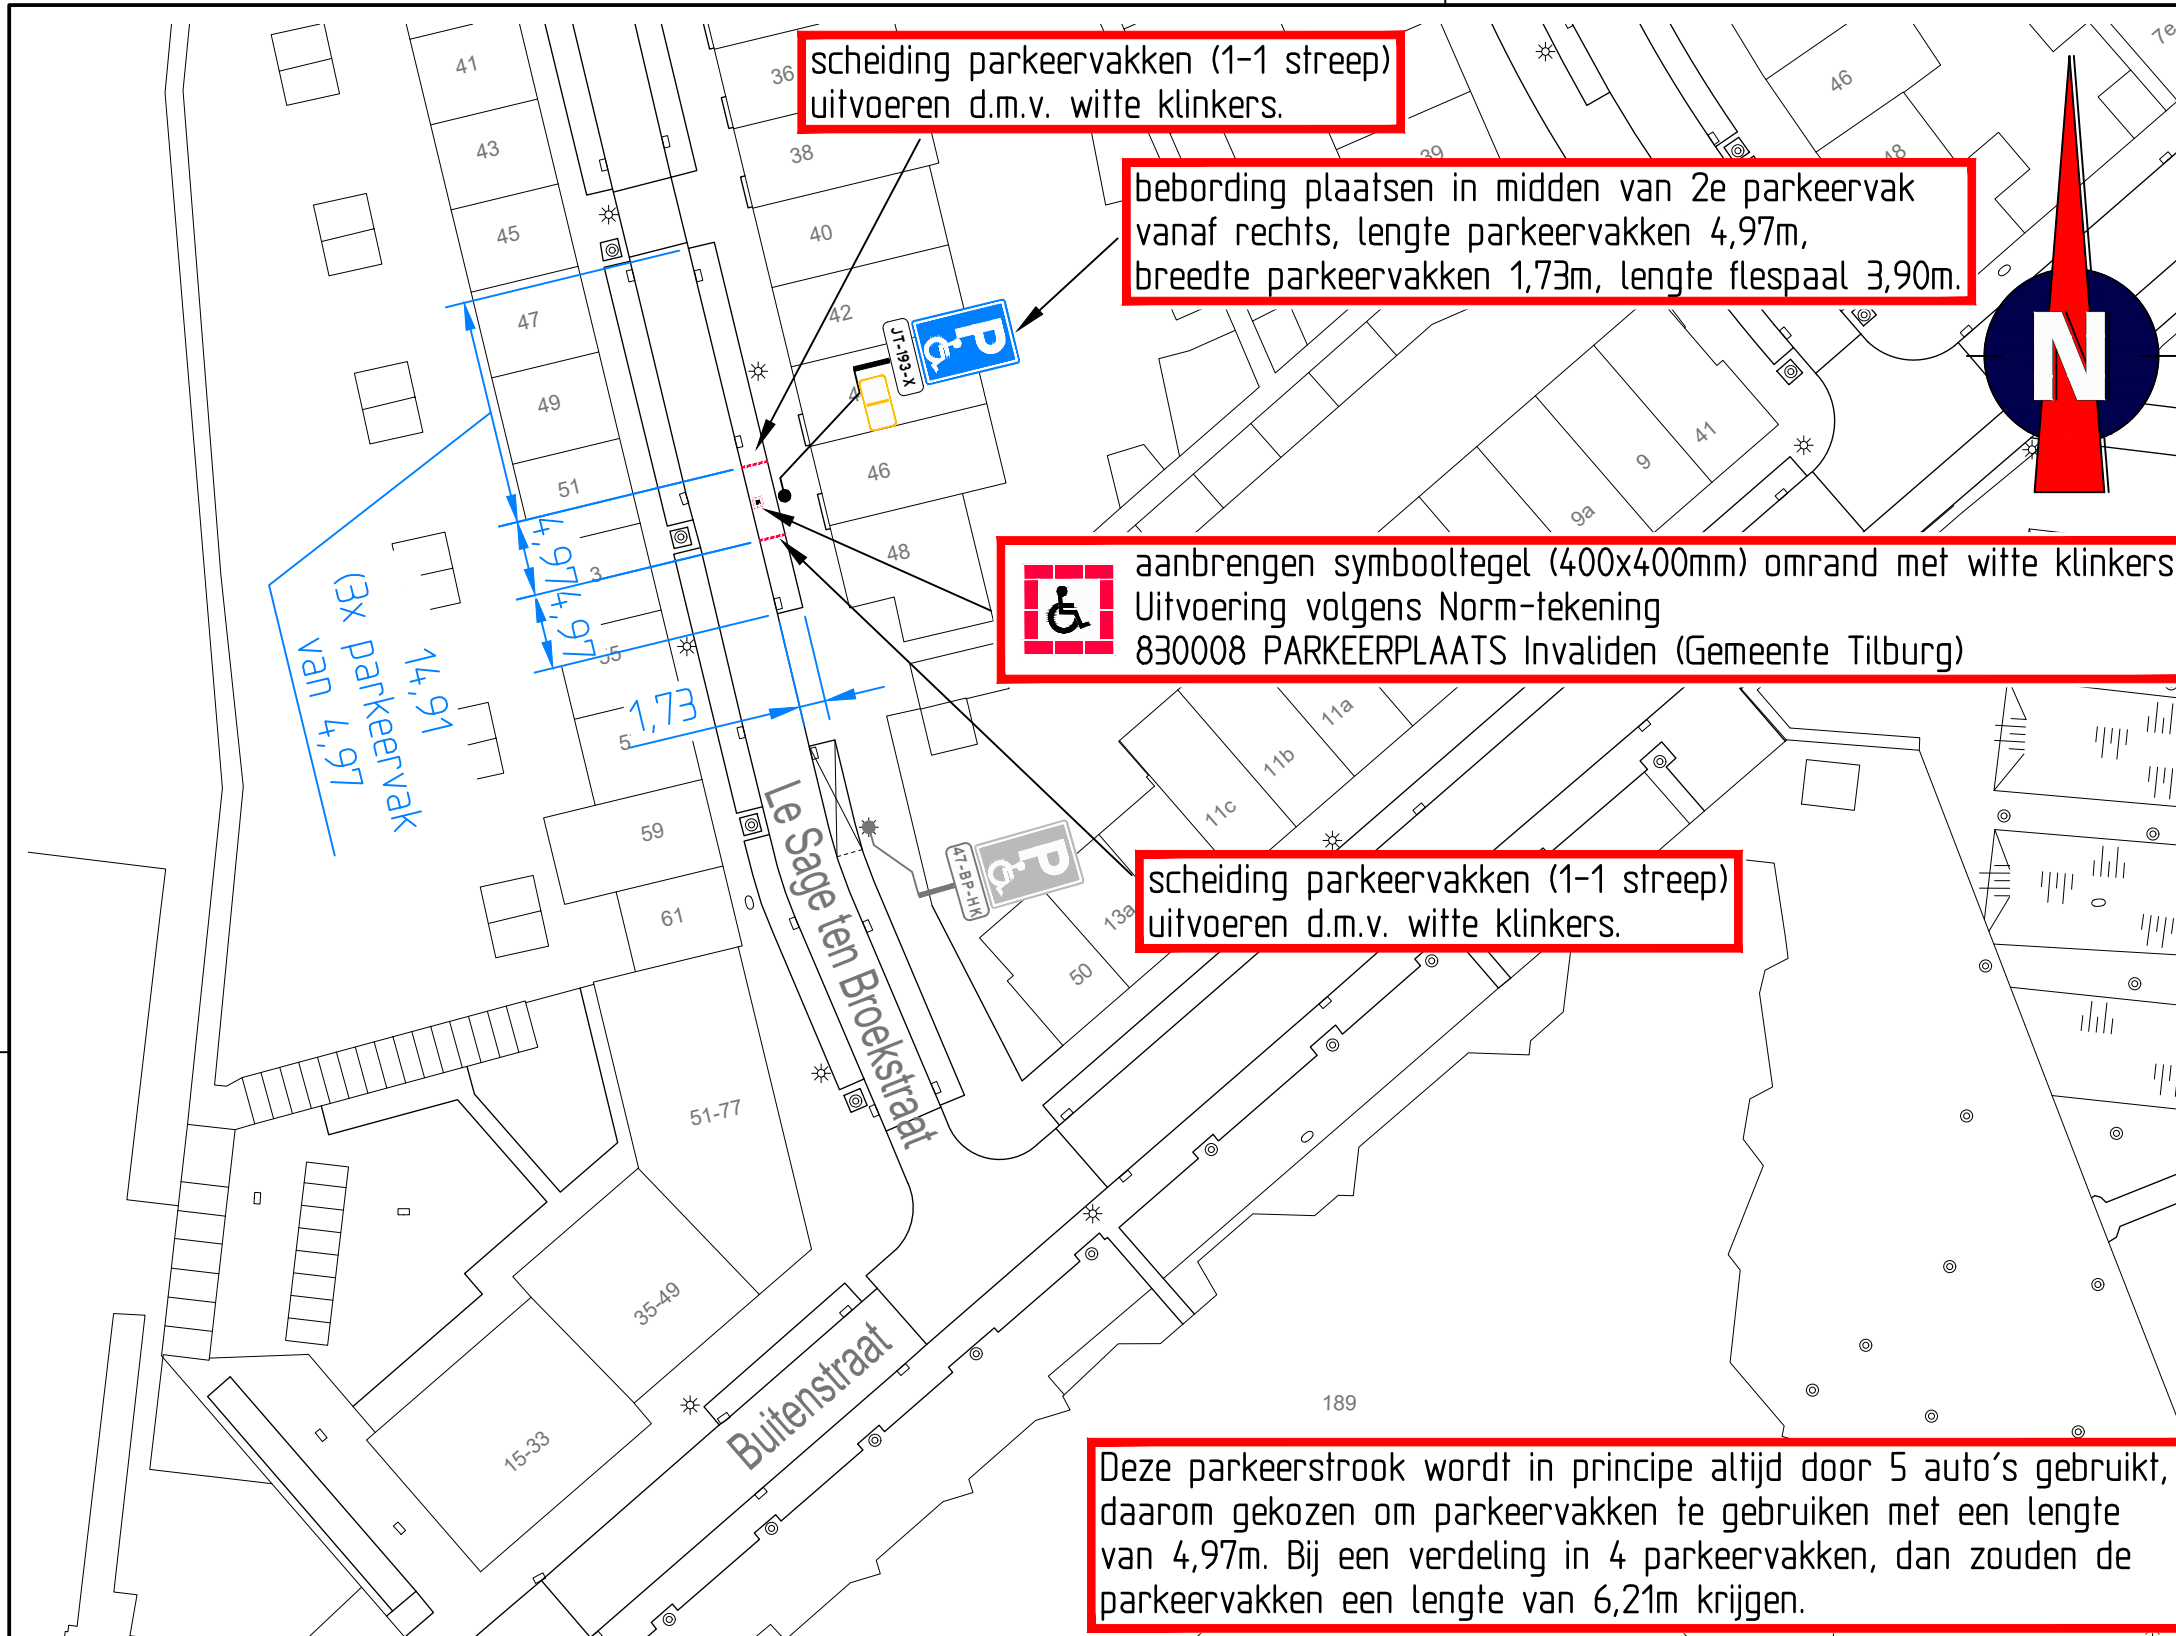 scheiding parkeervakken (1-1 streep)
uitvoeren d.m.v. witte klinkers.
bebording plaatsen in midden van 2e parkeervak
vanaf rechts, lengte parkeervakken 4,97m,
breedte parkeervakken 1,73m, lengte flespaal 3,90m.
N
aanbrengen symbooltegel (400x400mm) omrand met witte klinkers
Uitvoering volgens Norm-tekening
830008 PARKEERPLAATS Invaliden (Gemeente Tilburg)
scheiding parkeervakken (1-1 streep)
uitvoeren d.m.v. witte klinkers.
Deze parkeerstrook wordt in principe altijd door 5 auto's gebruikt,
daarom gekozen om parkeervakken te gebruiken met een lengte
van 4,97m. Bij een verdeling in 4 parkeervakken, dan zouden de
parkeervakken een lengte van 6,21m krijgen.
14,91
(3x parkeervak
van 4,97
4,97
4,97
1,73
P
JT-193-X
P
47-BP-HK
Le Sage ten Broekstraat
Buitenstraat
41
43
45
47
49
51
3
55
5
59
61
36
38
40
42
4
46
48
39
46
48
7e
41
9
9a
11a
11b
11c
13a
50
51-77
35-49
15-33
189